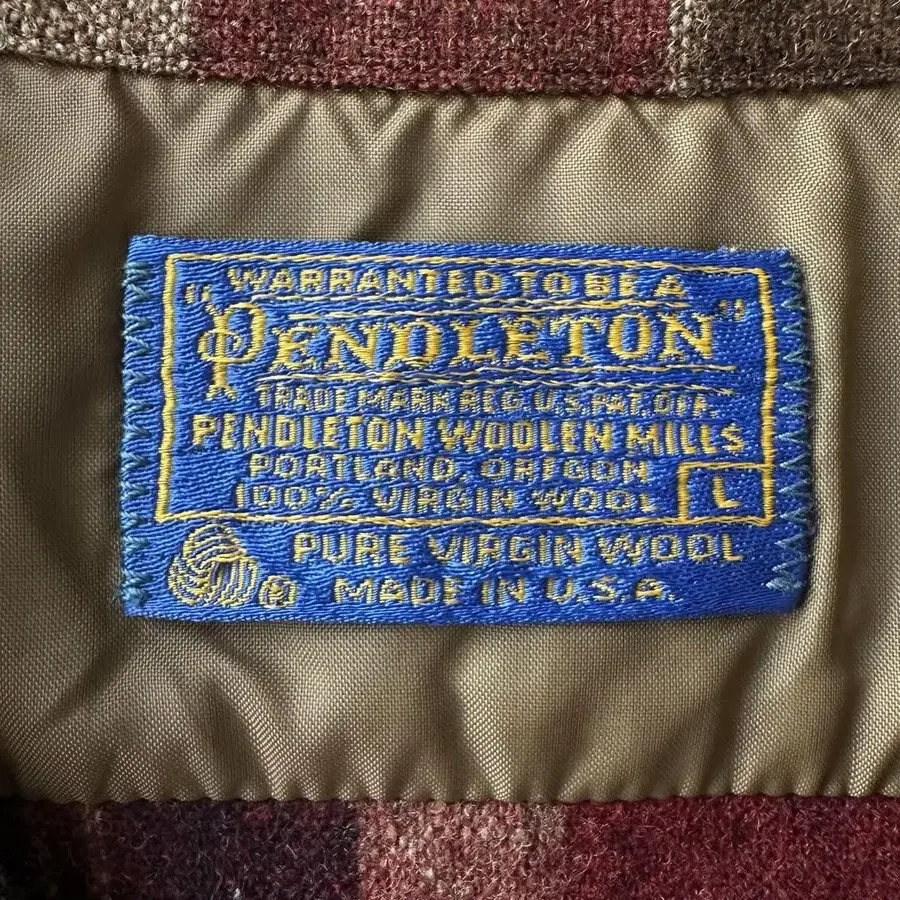 WARRANTED TO BE A
"PENDLETON"
TRADE MARK REG. U.S. PAT. OFF.
PENDLETON WOOLEN MILLS
PORTLAND, OREGON
100% VIRGIN WOOL L
PURE VIRGIN WOOL
® MADE IN U.S.A.